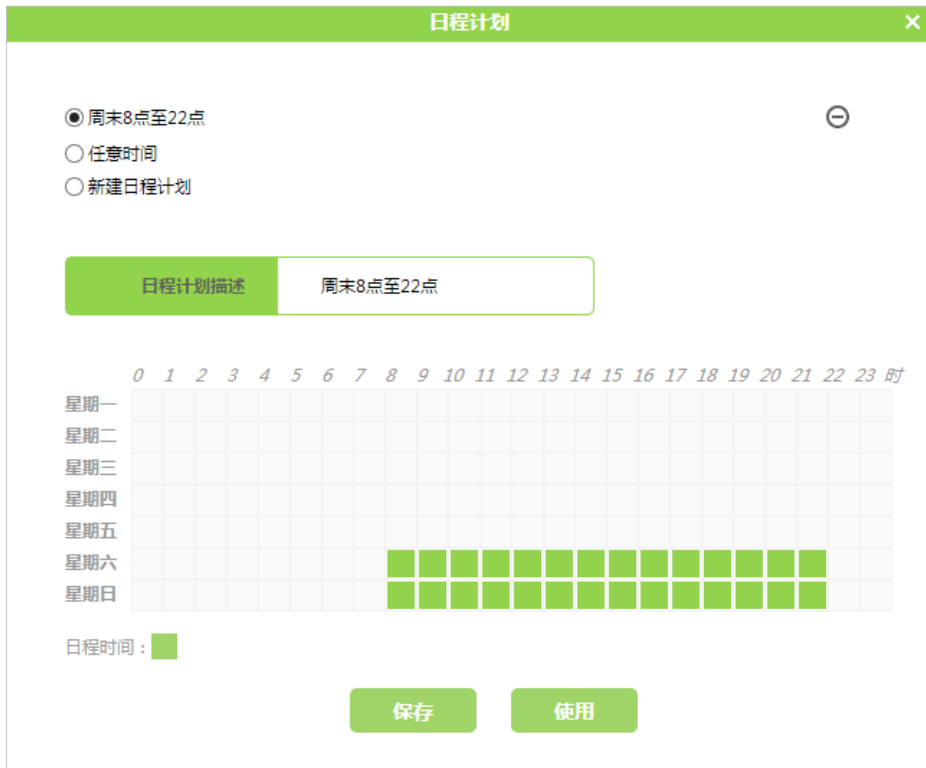 日程计划 ×
周末8点至22点
任意时间
新建日程计划
日程计划描述 周末8点至22点
0 1 2 3 4 5 6 7 8 9 10 11 12 13 14 15 16 17 18 19 20 21 22 23 时
星期一
星期二
星期三
星期四
星期五
星期六
星期日
日程时间：
保存 使用